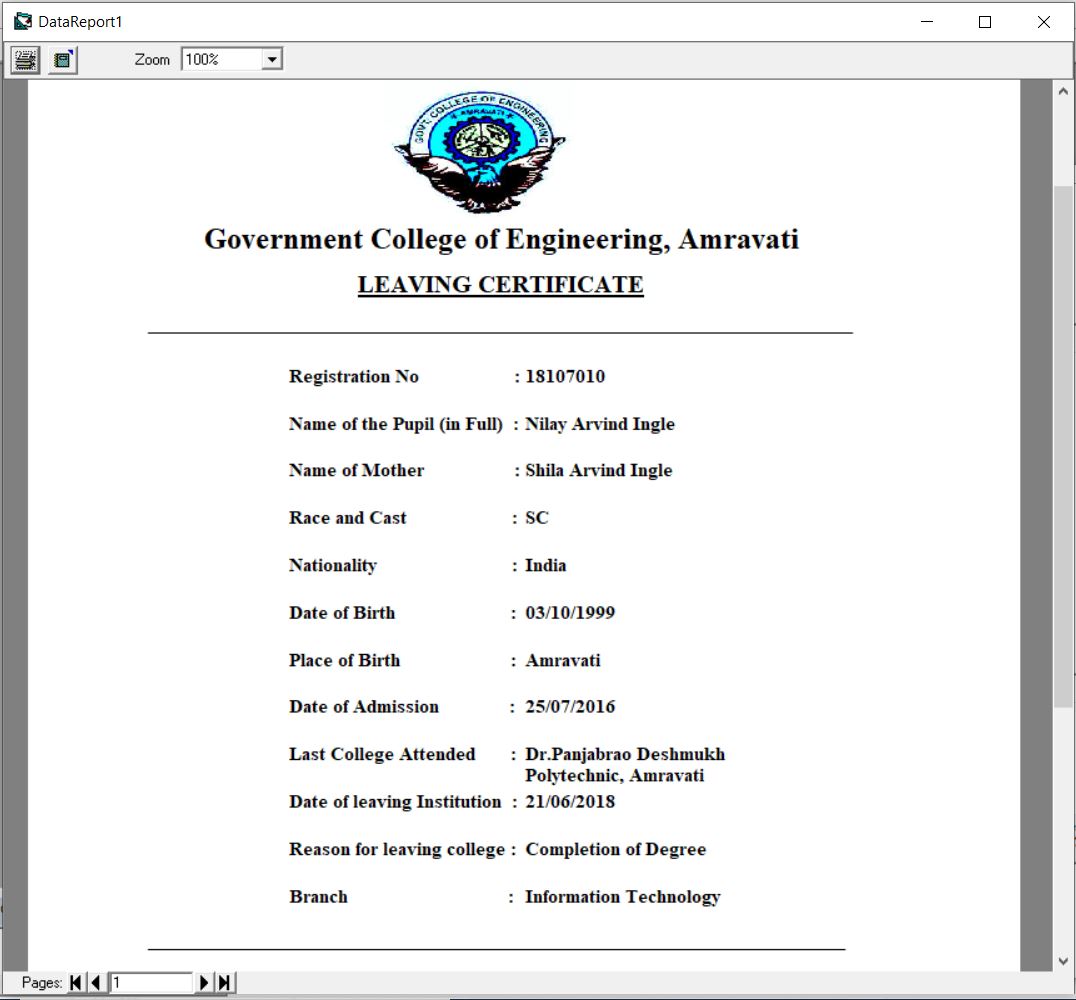 DataReport1
Zoom 100%
GOVT. COLLEGE OF ENGINEERING
AMRAVATI
Government College of Engineering, Amravati
LEAVING CERTIFICATE
Registration No : 18107010
Name of the Pupil (in Full) : Nilay Arvind Ingle
Name of Mother : Shila Arvind Ingle
Race and Cast : SC
Nationality : India
Date of Birth : 03/10/1999
Place of Birth : Amravati
Date of Admission : 25/07/2016
Last College Attended : Dr.Panjabrao Deshmukh
Polytechnic, Amravati
Date of leaving Institution : 21/06/2018
Reason for leaving college : Completion of Degree
Branch : Information Technology
Pages: 1